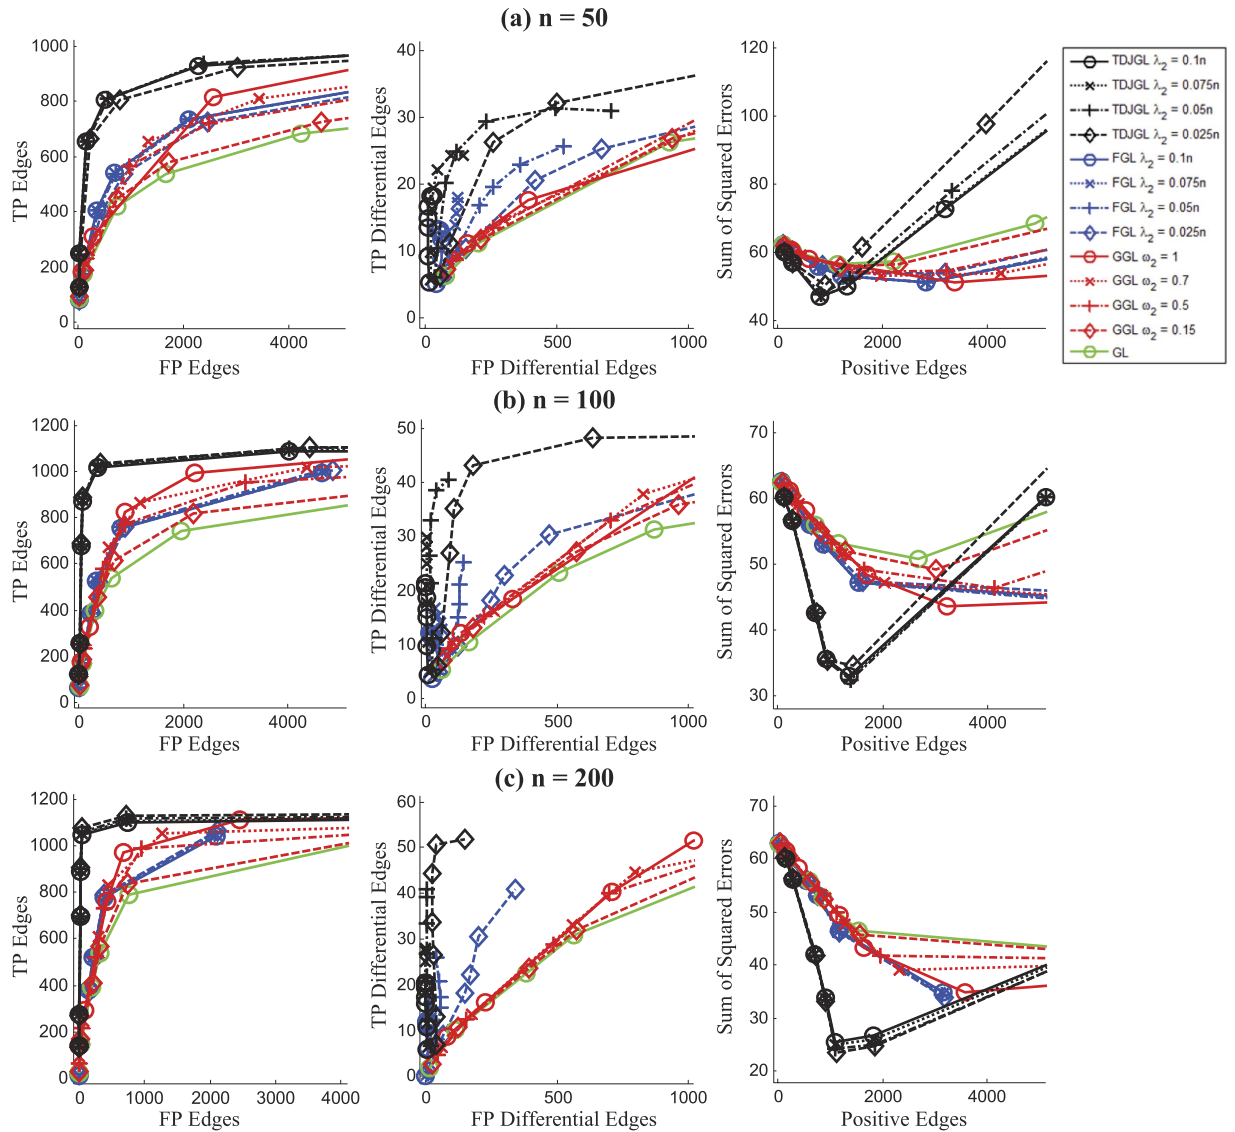 (a) n = 50
1000
800
600
400
200
0
0
2000
4000
TP Edges
FP Edges
40
30
20
10
0
0
500
1000
TP Differential Edges
FP Differential Edges
120
100
80
60
40
0
2000
4000
Sum of Squared Errors
Positive Edges
TDJGL λ2 = 0.1n
TDJGL λ2 = 0.075n
TDJGL λ2 = 0.05n
TDJGL λ2 = 0.025n
FGL λ2 = 0.1n
FGL λ2 = 0.075n
FGL λ2 = 0.05n
FGL λ2 = 0.025n
GGL ω2 = 1
GGL ω2 = 0.7
GGL ω2 = 0.5
GGL ω2 = 0.15
GL
(b) n = 100
1200
1000
800
600
400
200
0
0
2000
4000
TP Edges
FP Edges
50
40
30
20
10
0
0
500
1000
TP Differential Edges
FP Differential Edges
70
60
50
40
30
0
2000
4000
Sum of Squared Errors
Positive Edges
(c) n = 200
1200
1000
800
600
400
200
0
0
1000
2000
3000
4000
TP Edges
FP Edges
60
50
40
30
20
10
0
0
500
1000
TP Differential Edges
FP Differential Edges
70
60
50
40
30
20
0
2000
4000
Sum of Squared Errors
Positive Edges